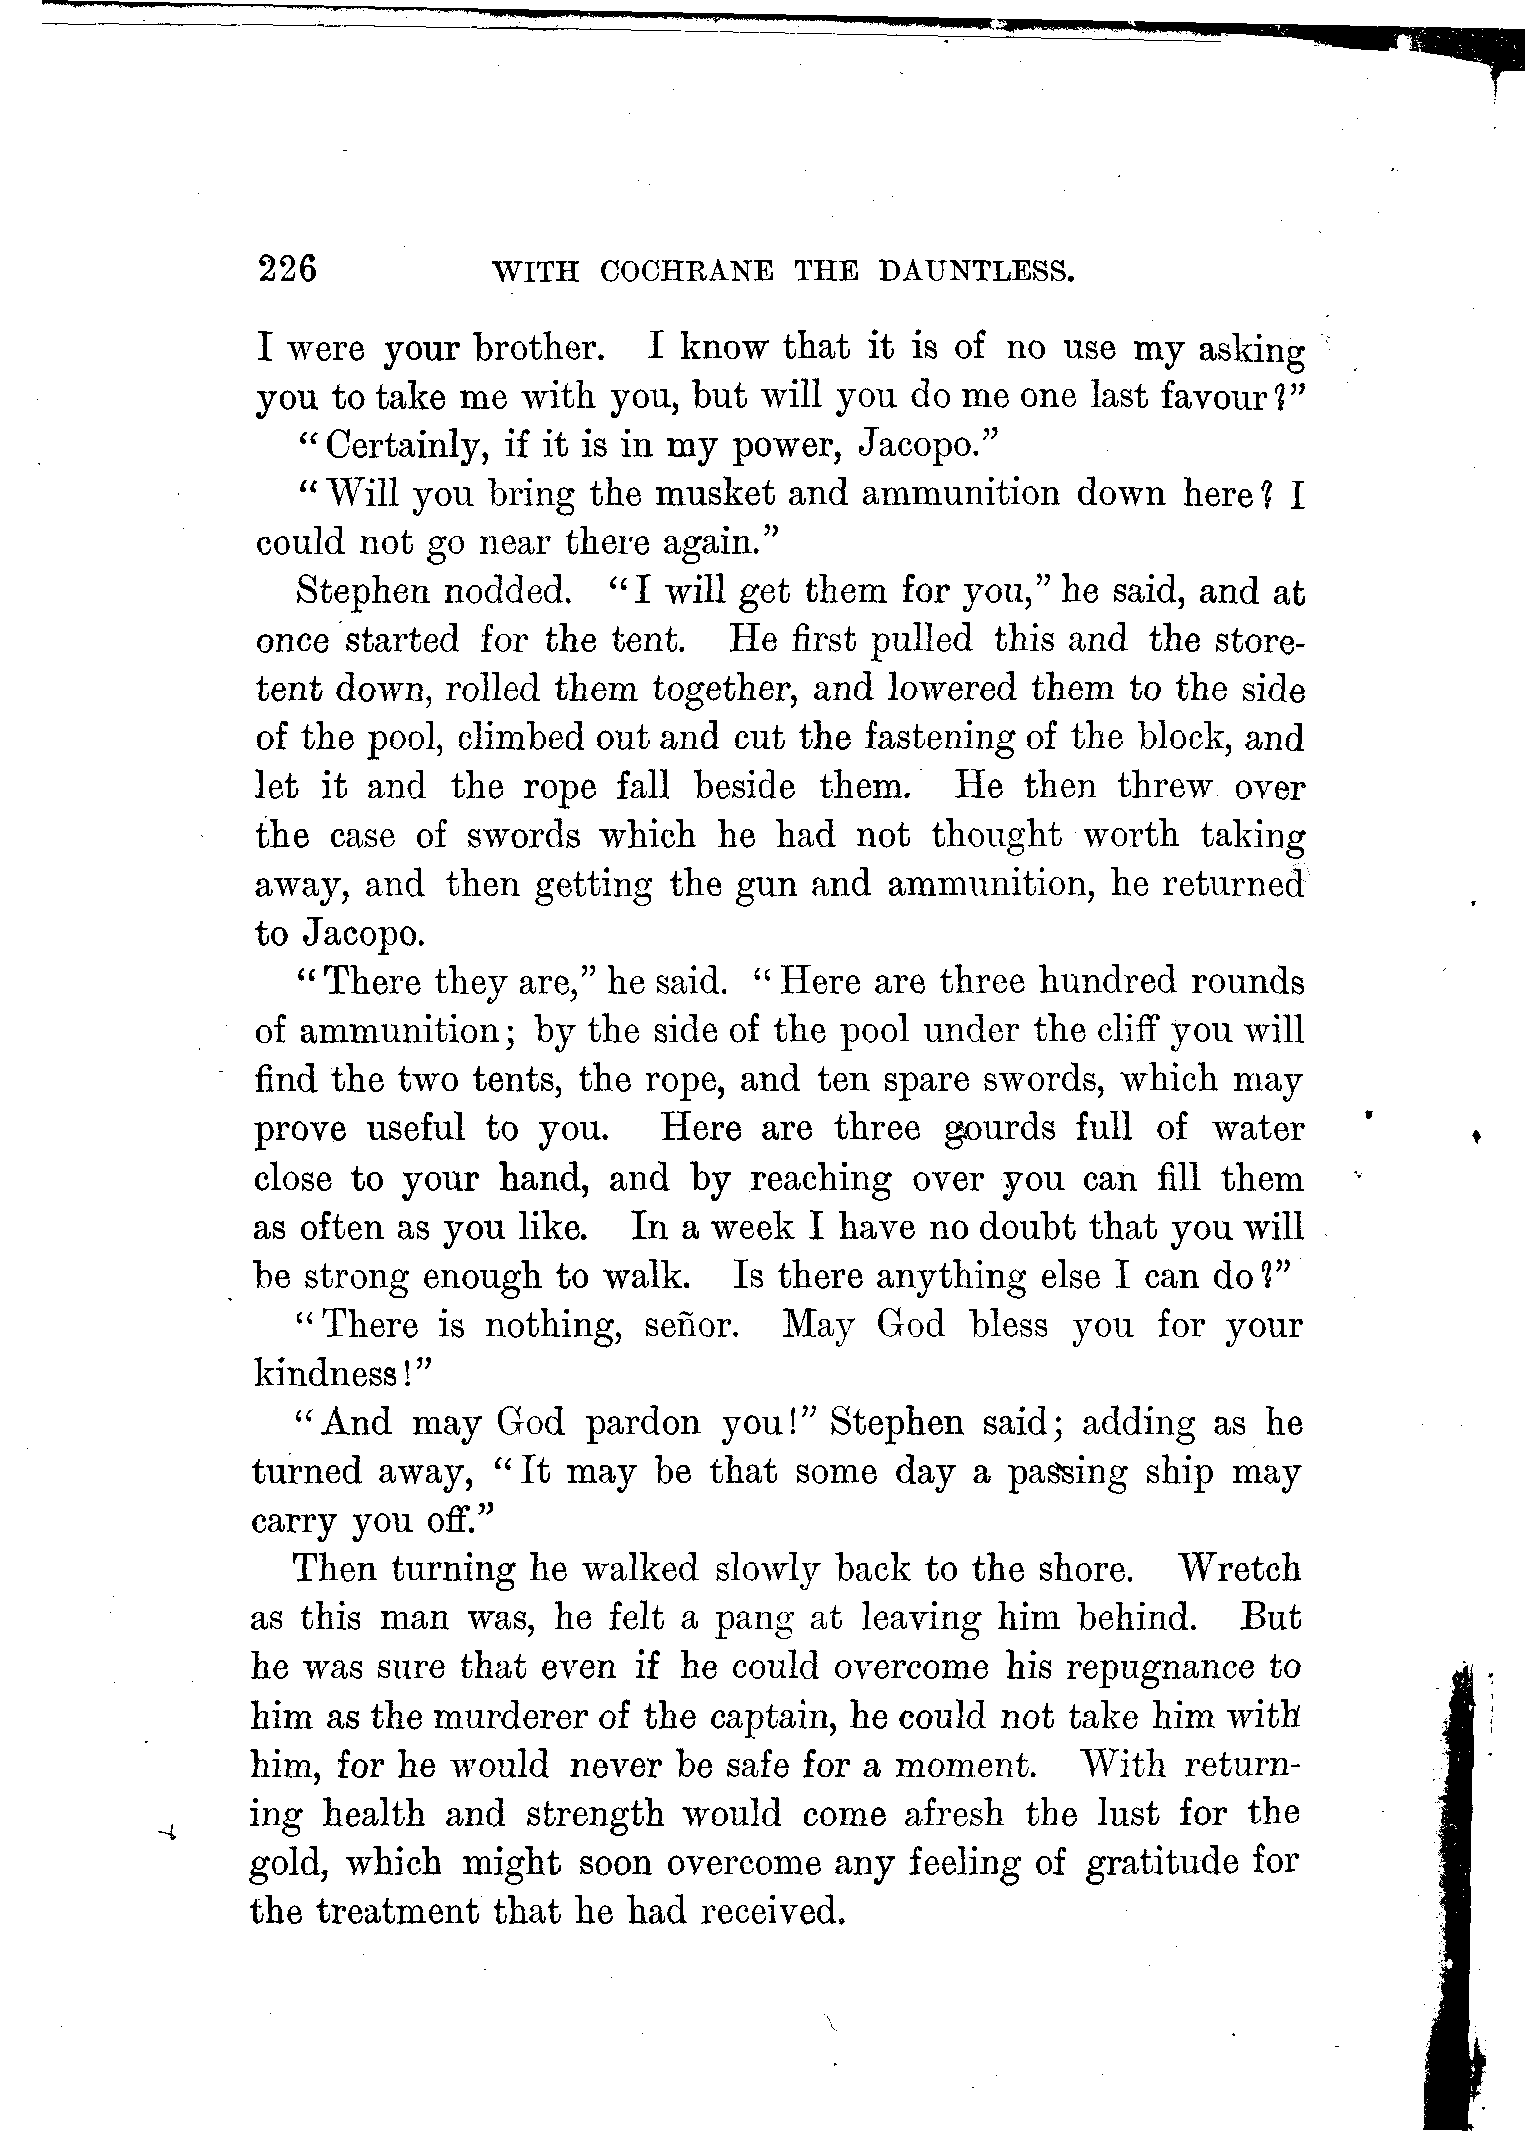 226 WITH COCHRANE THE DAUNTLESS.
I were your brother. I know that it is of no use my asking
you to take me with you, but will you do me one last favour?"
"Certainly, if it is in my power, Jacopo."
"Will you bring the musket and ammunition down here? I
could not go near there again."
Stephen nodded. "I will get them for you," he said, and at
once started for the tent. He first pulled this and the store-
tent down, rolled them together, and lowered them to the side
of the pool, climbed out and cut the fastening of the block, and
let it and the rope fall beside them. He then threw over
the case of swords which he had not thought worth taking
away, and then getting the gun and ammunition, he returned
to Jacopo.
"There they are," he said. "Here are three hundred rounds
of ammunition; by the side of the pool under the cliff you will
find the two tents, the rope, and ten spare swords, which may
prove useful to you. Here are three gourds full of water
close to your hand, and by reaching over you can fill them
as often as you like. In a week I have no doubt that you will
be strong enough to walk. Is there anything else I can do?"
"There is nothing, señor. May God bless you for your
kindness!"
"And may God pardon you!" Stephen said; adding as he
turned away, "It may be that some day a passing ship may
carry you off."
Then turning he walked slowly back to the shore. Wretch
as this man was, he felt a pang at leaving him behind. But
he was sure that even if he could overcome his repugnance to
him as the murderer of the captain, he could not take him with
him, for he would never be safe for a moment. With return-
ing health and strength would come afresh the lust for the
gold, which might soon overcome any feeling of gratitude for
the treatment that he had received.